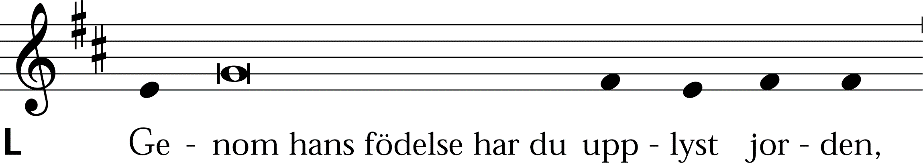 L Ge - nom hans födelse har du upp - lyst jor - den,